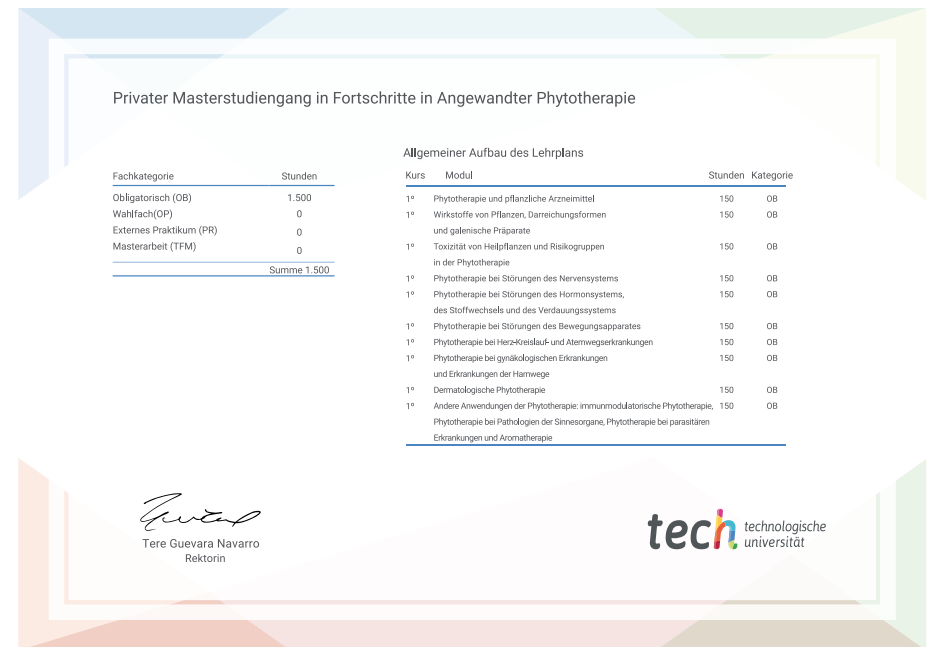 Privater Masterstudiengang in Fortschritte in Angewandter Phytotherapie
Fachkategorie Stunden
Obligatorisch (OB) 1.500
Wahlfach(OP) 0
Externes Praktikum (PR) 0
Masterarbeit (TFM) 0
Summe 1.500
Allgemeiner Aufbau des Lehrplans
Kurs Modul Stunden Kategorie
1º Phytotherapie und pflanzliche Arzneimittel 150 OB
1º Wirkstoffe von Pflanzen, Darreichungsformen 150 OB
und galenische Präparate
1º Toxizität von Heilpflanzen und Risikogruppen 150 OB
in der Phytotherapie
1º Phytotherapie bei Störungen des Nervensystems 150 OB
1º Phytotherapie bei Störungen des Hormonsystems, 150 OB
des Stoffwechsels und des Verdauungssystems
1º Phytotherapie bei Störungen des Bewegungsapparates 150 OB
1º Phytotherapie bei Herz-Kreislauf- und Atemwegserkrankungen 150 OB
1º Phytotherapie bei gynäkologischen Erkrankungen 150 OB
und Erkrankungen der Harnwege
1º Dermatologische Phytotherapie 150 OB
1º Andere Anwendungen der Phytotherapie: immunmodulatorische Phytotherapie, 150 OB
Phytotherapie bei Pathologien der Sinnesorgane, Phytotherapie bei parasitären
Erkrankungen und Aromatherapie
Tere Guevara Navarro
Rektorin
tech technologische
universität